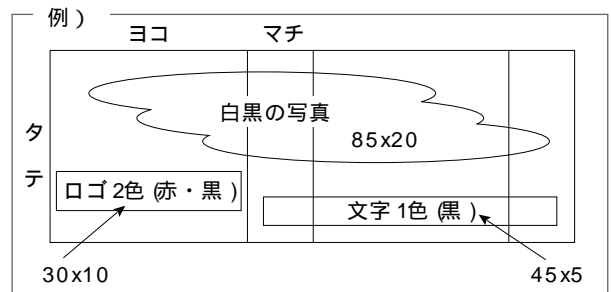 例）
ヨコ マチ
白黒の写真
85x20
タテ
ロゴ2色（赤・黒）
文字1色（黒）
30x10 45x5